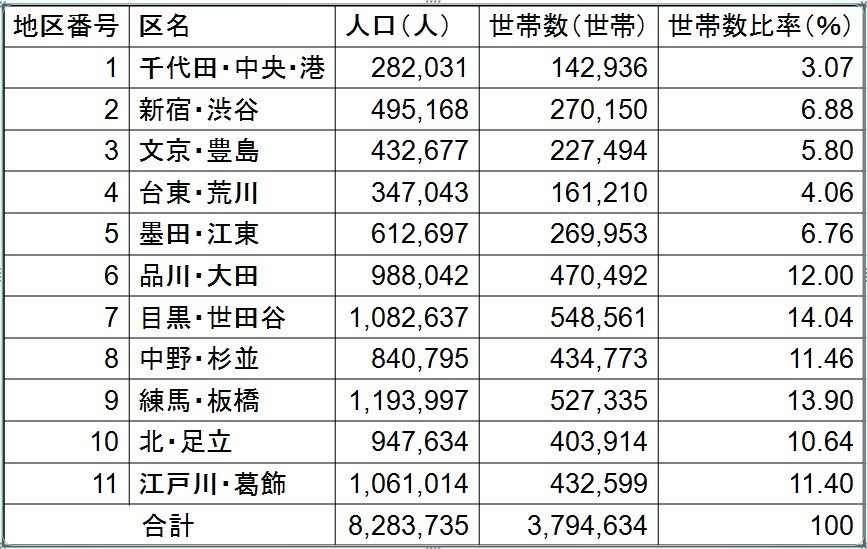 地区番号 区名 人口(人) 世帯数(世帯) 世帯数比率(%)
1 千代田・中央・港 282,031 142,936 3.07
2 新宿・渋谷 495,168 270,150 6.88
3 文京・豊島 432,677 227,494 5.80
4 台東・荒川 347,043 161,210 4.06
5 墨田・江東 612,697 269,953 6.76
6 品川・大田 988,042 470,492 12.00
7 目黒・世田谷 1,082,637 548,561 14.04
8 中野・杉並 840,795 434,773 11.46
9 練馬・板橋 1,193,997 527,335 13.90
10 北・足立 947,634 403,914 10.64
11 江戸川・葛飾 1,061,014 432,599 11.40
合計 8,283,735 3,794,634 100